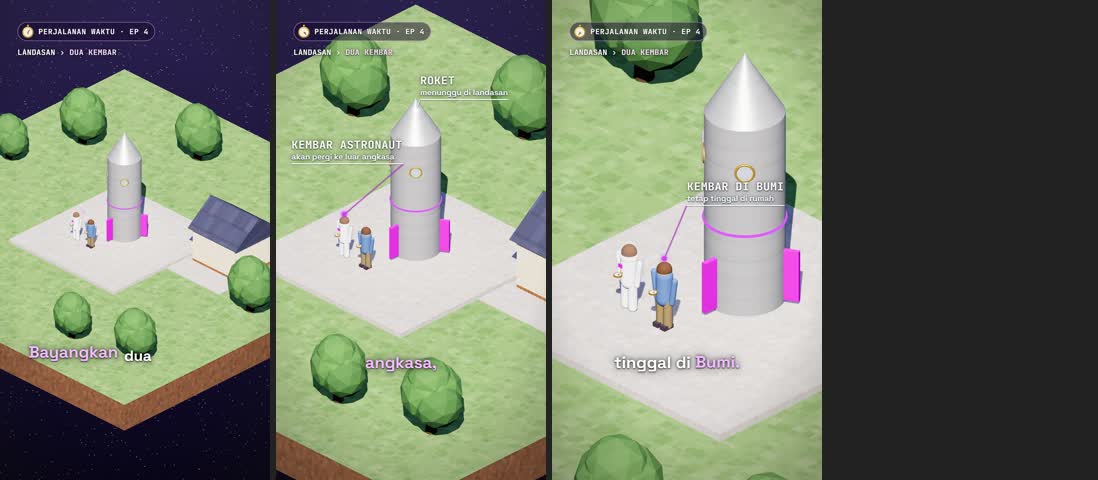 PERJALANAN WAKTU · EP 4
LANDASAN › DUA KEMBAR
Bayangkan dua
PERJALANAN WAKTU · EP 4
LANDASAN › DUA KEMBAR
ROKET
menunggu di landasan
KEMBAR ASTRONAUT
akan pergi ke luar angkasa
angkasa,
PERJALANAN WAKTU · EP 4
LANDASAN › DUA KEMBAR
KEMBAR DI BUMI
tetap tinggal di rumah
tinggal di Bumi.